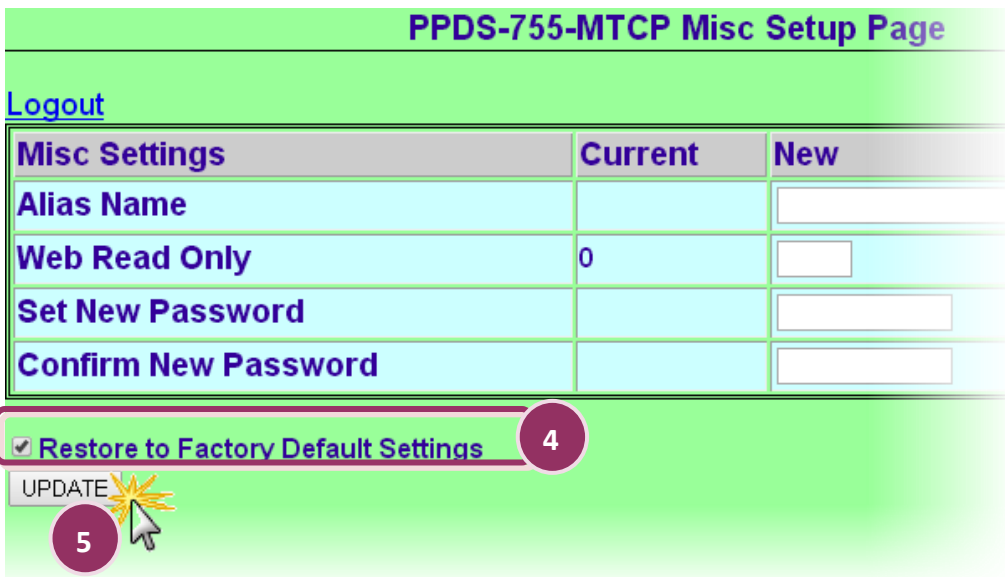 PPDS-755-MTCP Misc Setup Page
Logout
Misc Settings Current New
Alias Name
Web Read Only 0
Set New Password
Confirm New Password
Restore to Factory Default Settings 4
UPDATE
5